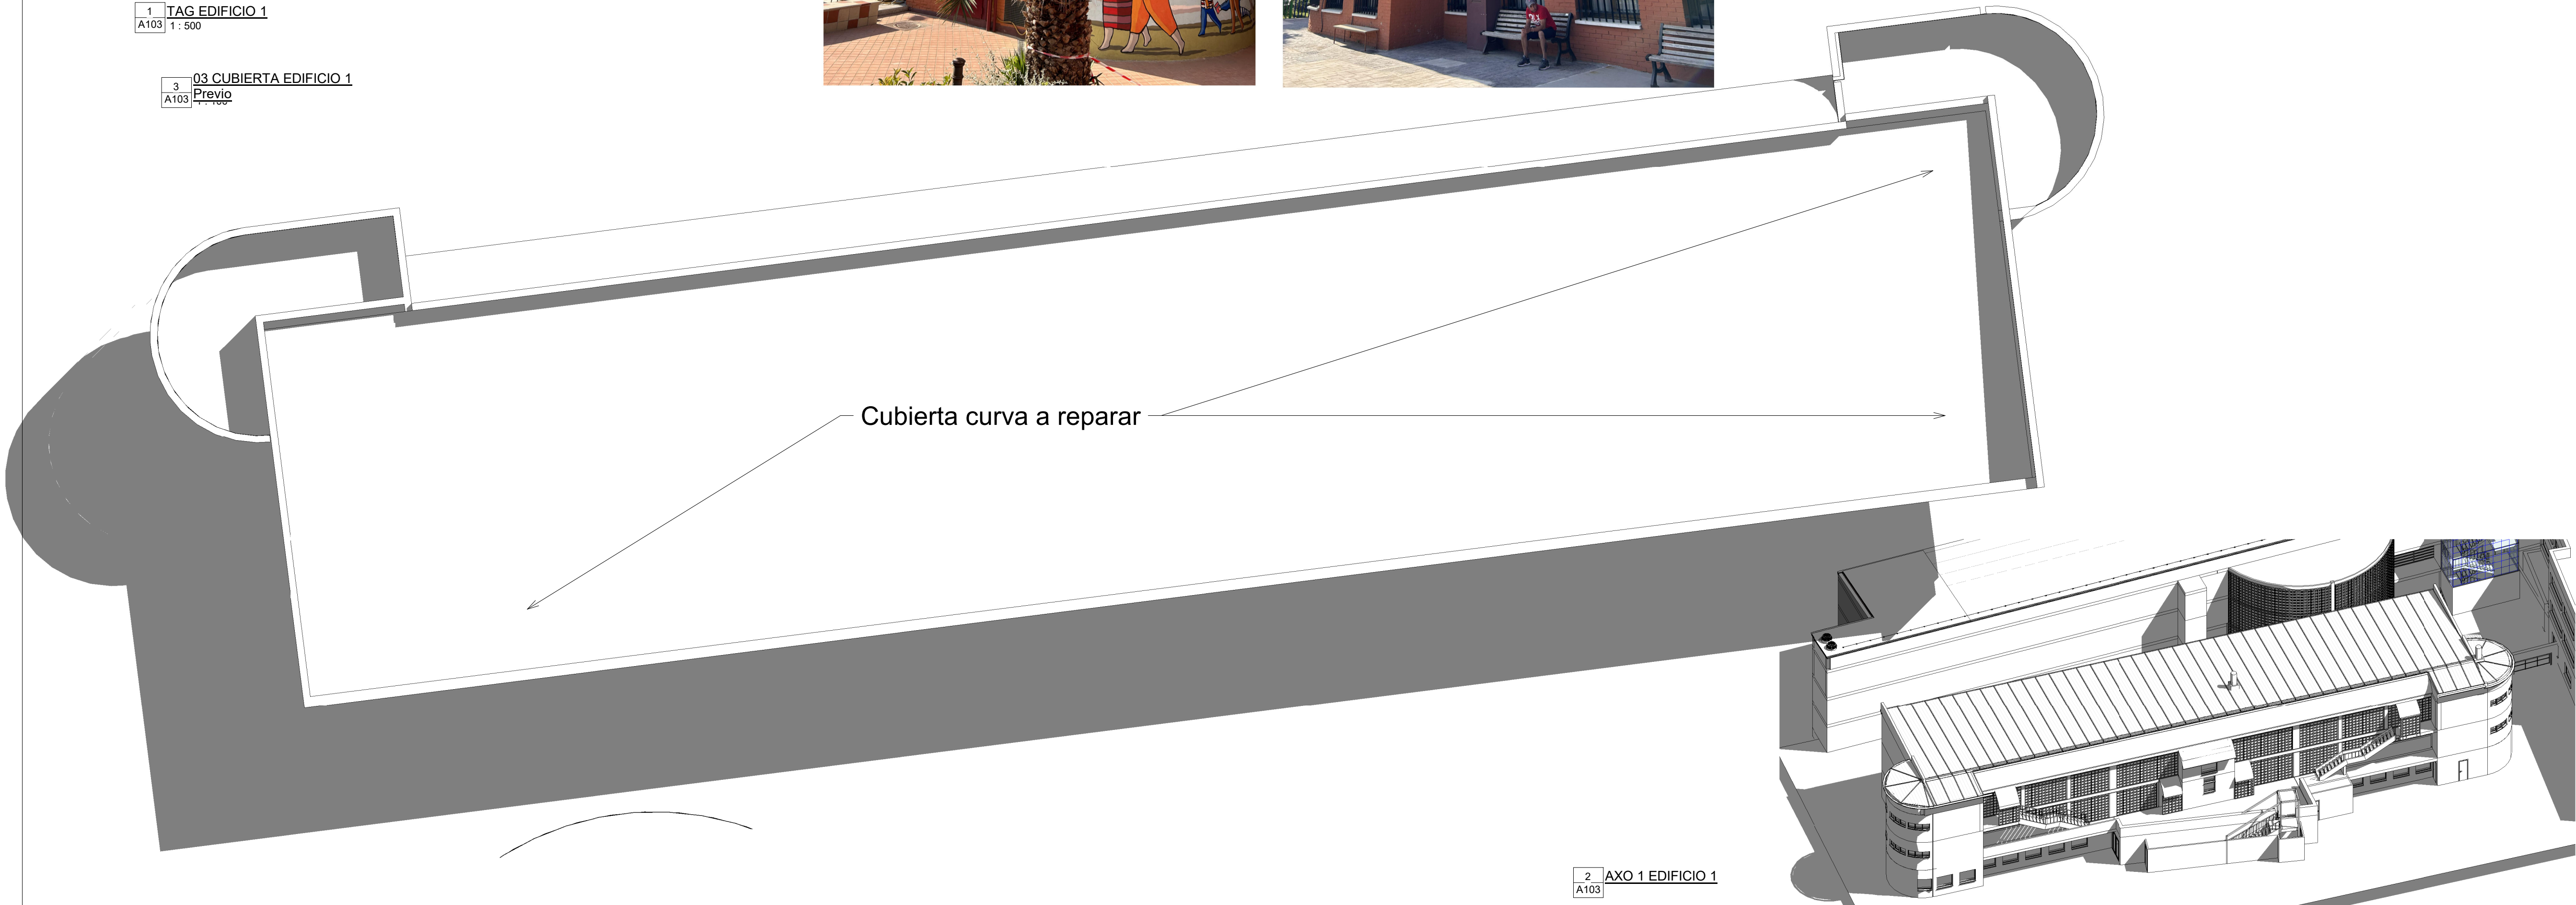 1
A103
TAG EDIFICIO 1
1 : 500
3
A103
03 CUBIERTA EDIFICIO 1
Previo
Cubierta curva a reparar
2
A103
AXO 1 EDIFICIO 1